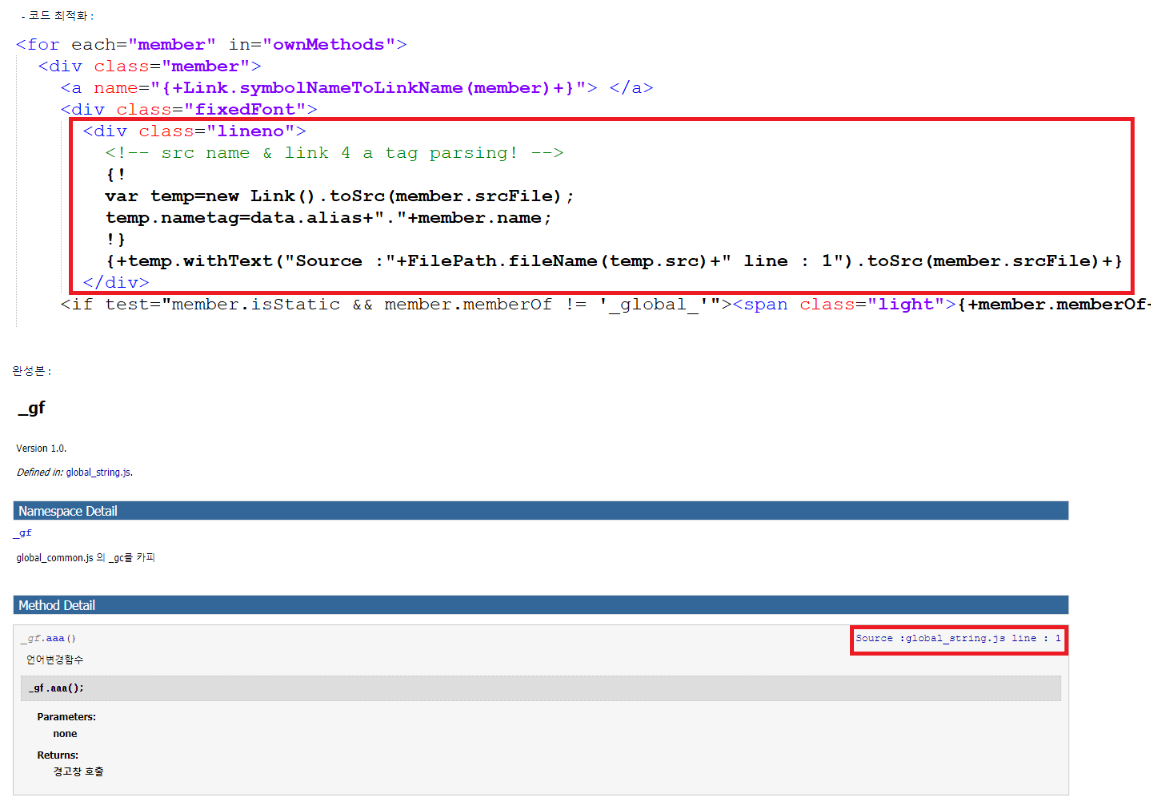 - 코드 최적화 :
<for each="member" in="ownMethods">
<div class="member">
<a name="{+Link.symbolNameToLinkName(member)+}"> </a>
<div class="fixedFont">
<div class="lineno">
<!-- src name & link 4 a tag parsing! -->
{!
var temp=new Link().toSrc(member.srcFile);
temp.nametag=data.alias+"."+member.name;
!}
{+temp.withText("Source :"+FilePath.fileName(temp.src)+" line : 1").toSrc(member.srcFile)+}
</div>
<if test="member.isStatic && member.memberOf != '_global_'"><span class="light">{+member.memberOf+
완성본 :
_gf
Version 1.0.
Defined in: global_string.js.
Namespace Detail
_gf
global_common.js 의 _gc를 카피
Method Detail
_gf.aaa() Source :global_string.js line : 1
언어변경함수
_gf.aaa();
Parameters:
none
Returns:
경고창 호출